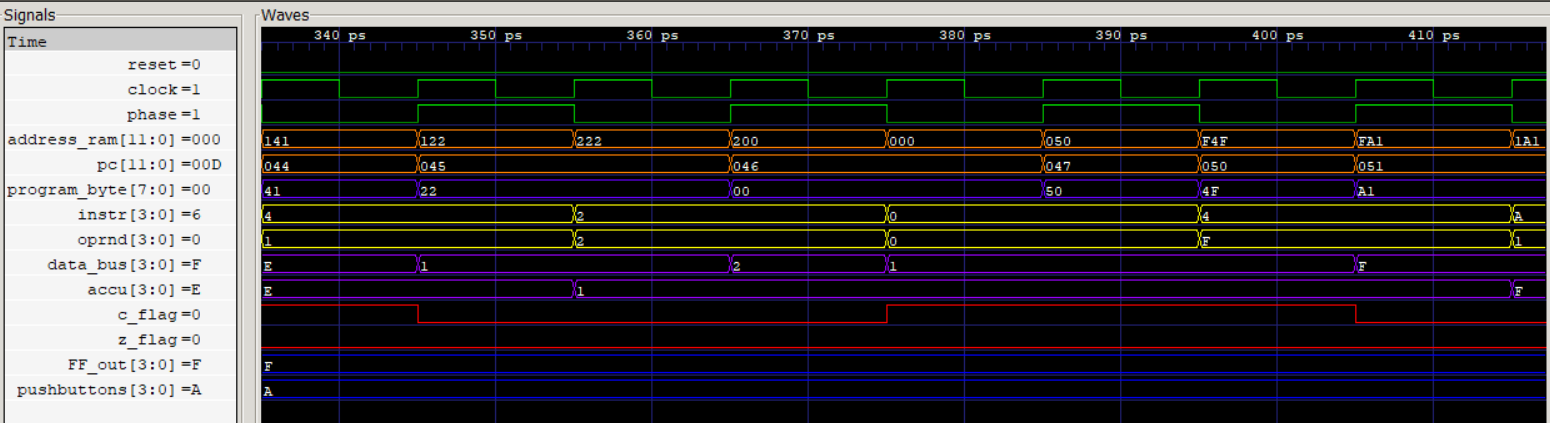 Signals Waves
Time 340 ps 350 ps 360 ps 370 ps 380 ps 390 ps 400 ps 410 ps
reset=0
clock=1
phase=1
address_ram[11:0]=000 141 122 222 200 000 050 F4F FA1 1A1
pc[11:0]=00D 044 045 046 047 050 051
program_byte[7:0]=00 41 22 00 50 4F A1
instr[3:0]=6 4 2 0 4 A
oprnd[3:0]=0 1 2 0 F 1
data_bus[3:0]=F E 1 2 1 F
accu[3:0]=E E 1 F
c_flag=0
z_flag=0
FF_out[3:0]=F F
pushbuttons[3:0]=A A